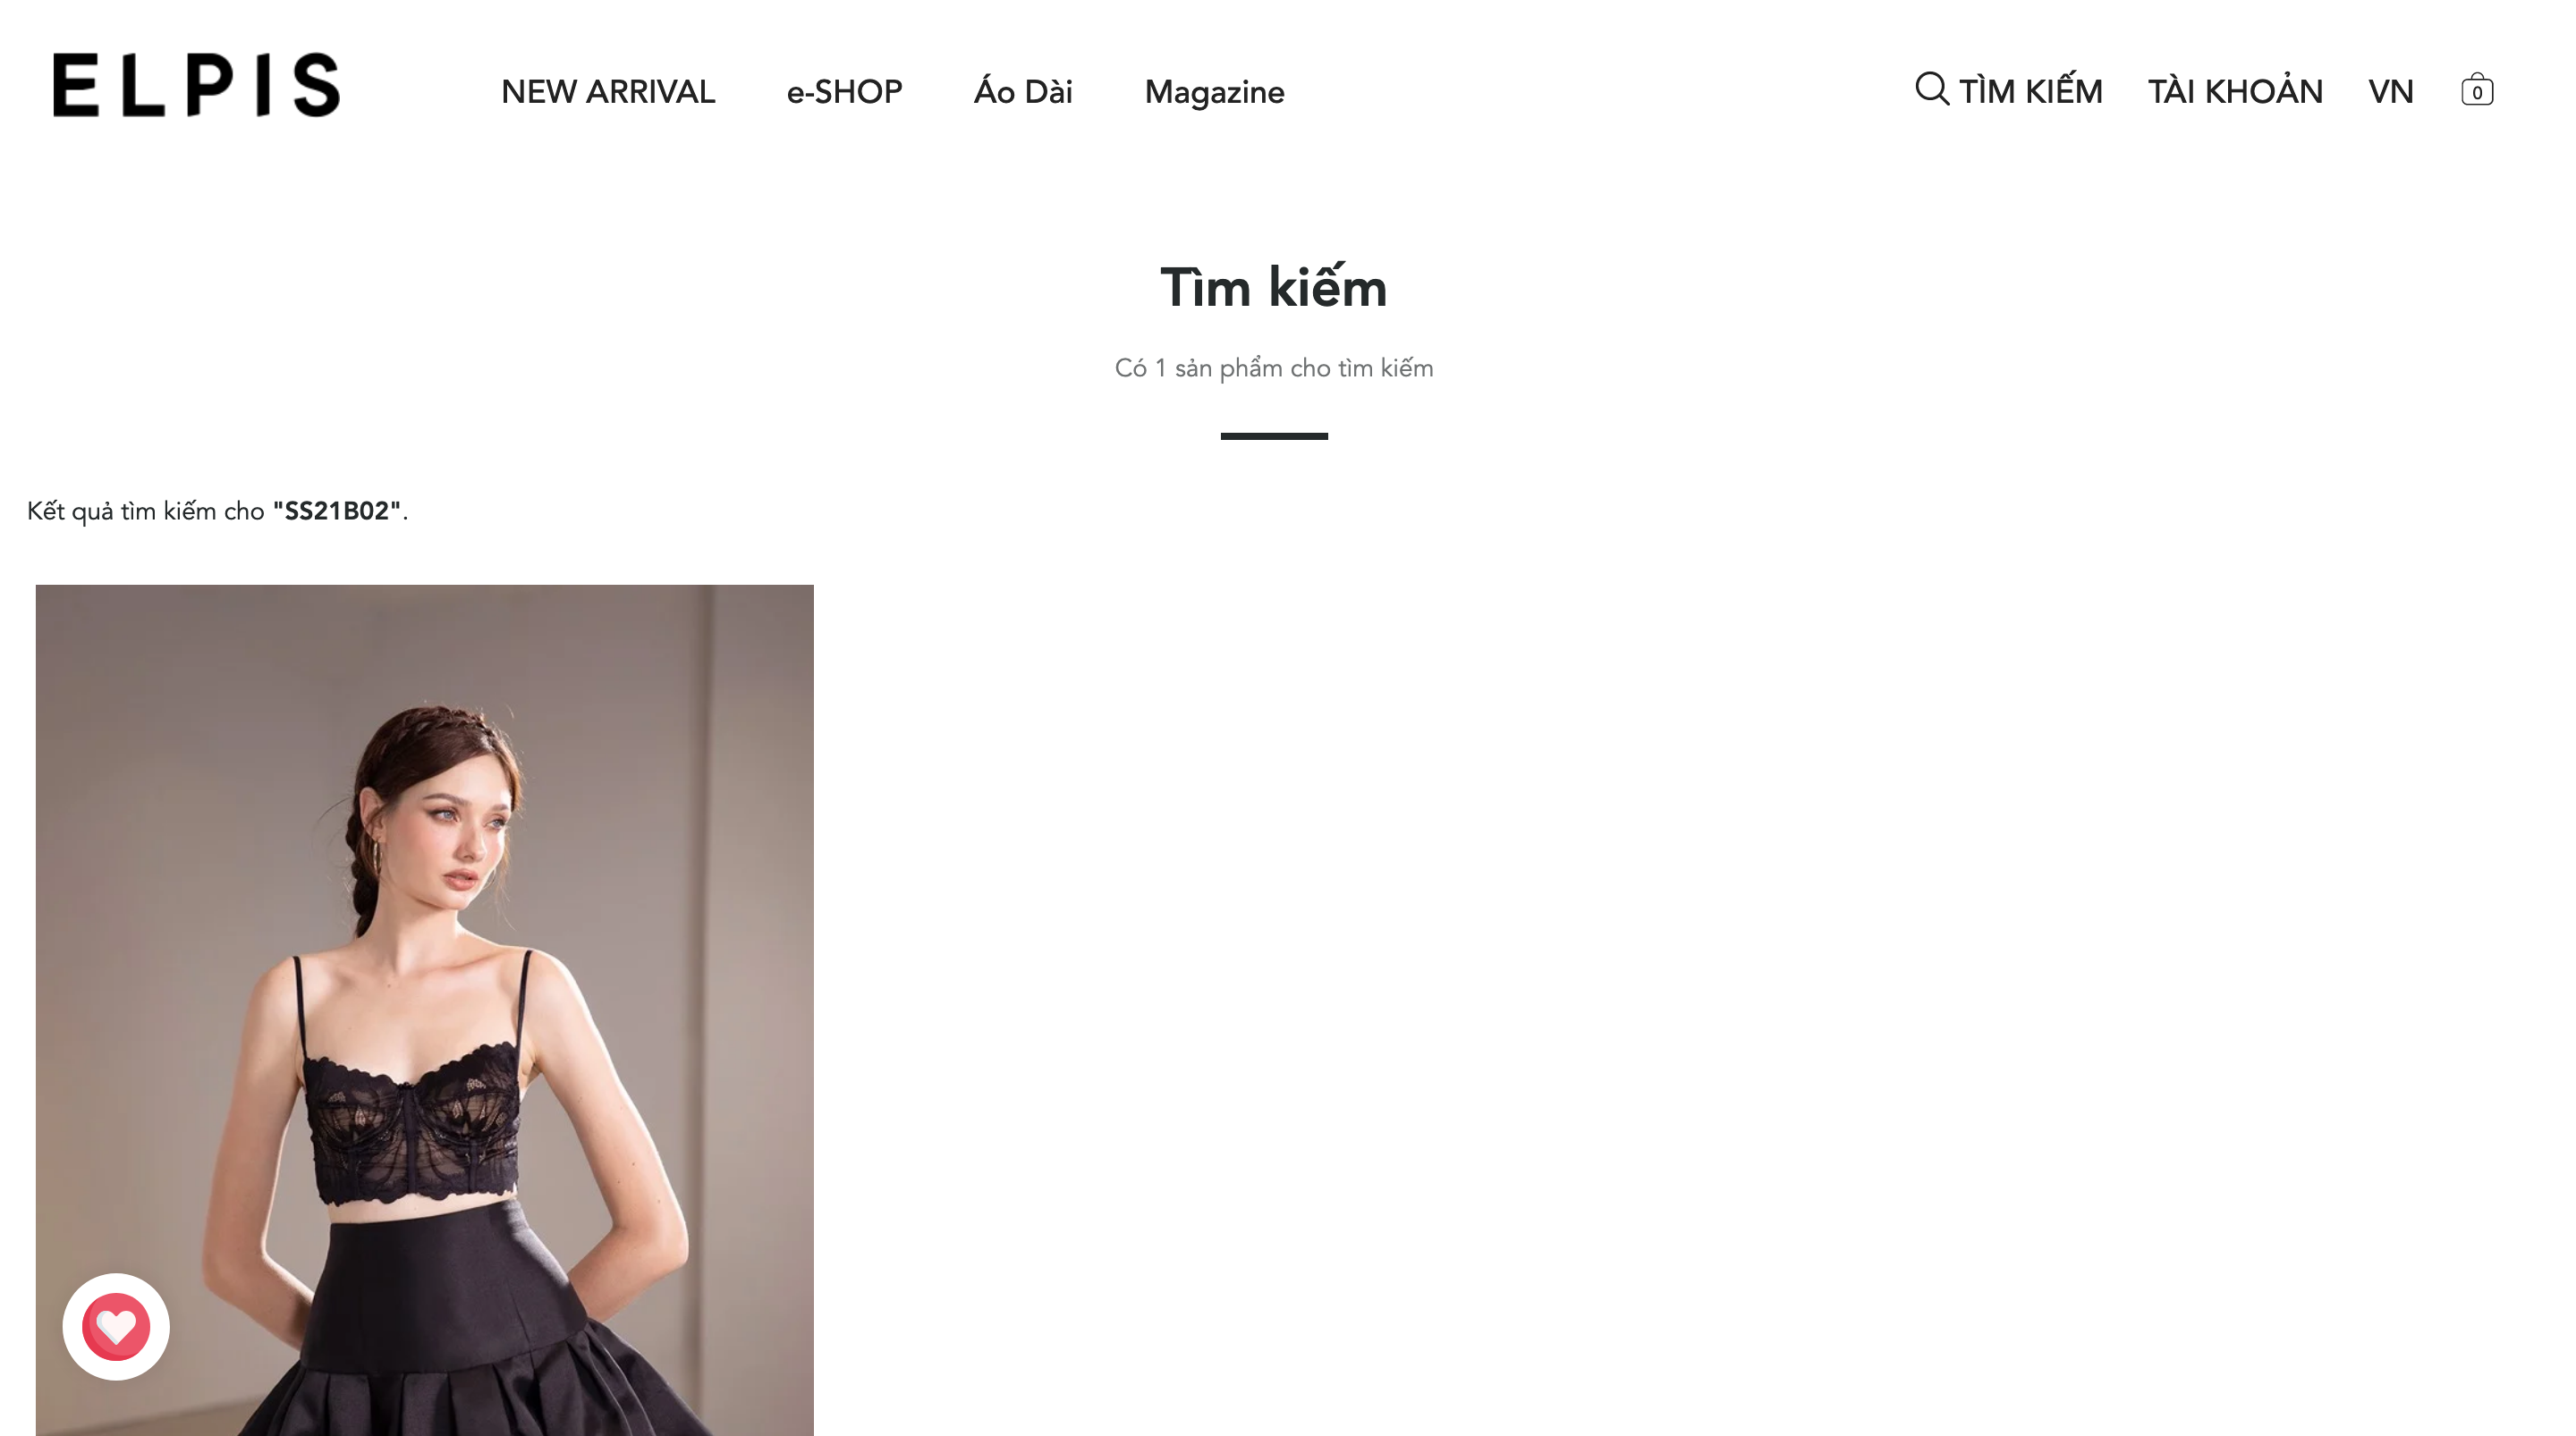 ELPIS
NEW ARRIVAL
e-SHOP
Áo Dài
Magazine
TÌM KIẾM
TÀI KHOẢN
VN
0
Tìm kiếm
Có 1 sản phẩm cho tìm kiếm
Kết quả tìm kiếm cho "SS21B02".